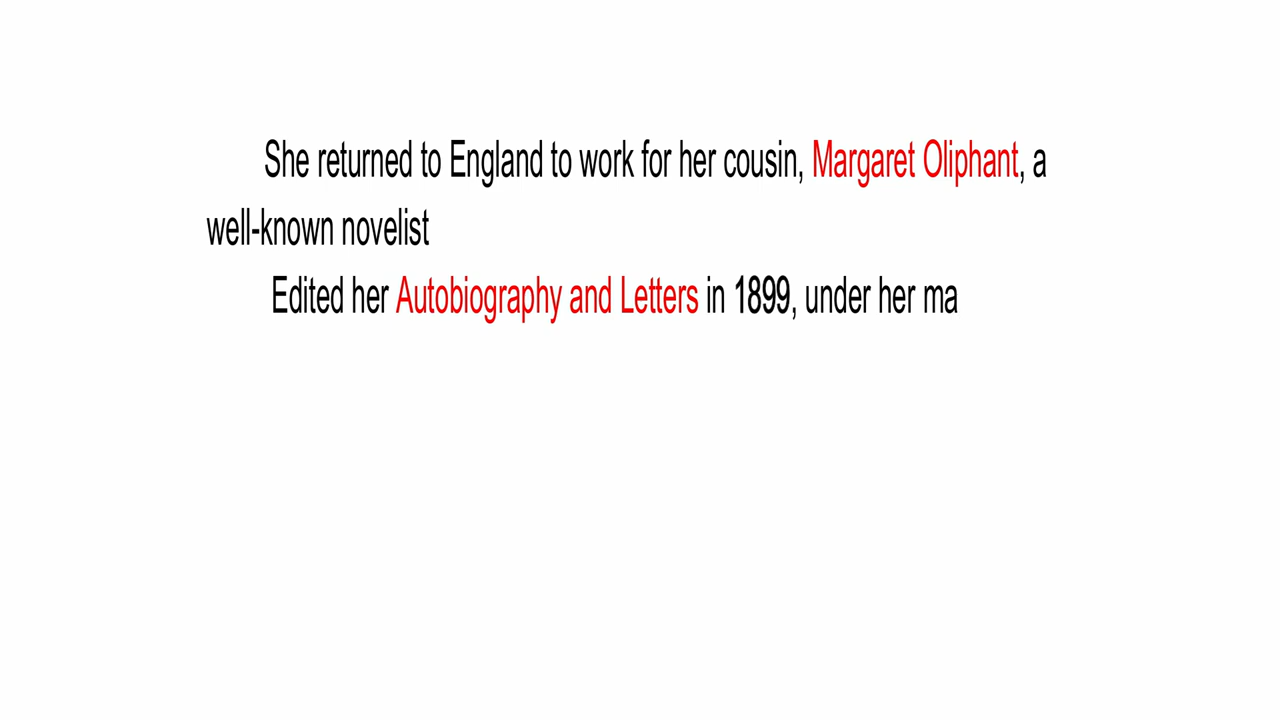 She returned to England to work for her cousin, Margaret Oliphant, a
well-known novelist
Edited her Autobiography and Letters in 1899, under her ma